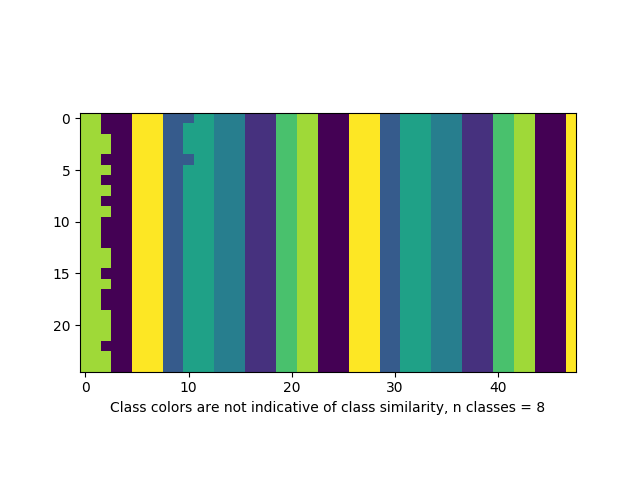 0
5
10
15
20
0 10 20 30 40
Class colors are not indicative of class similarity, n classes = 8